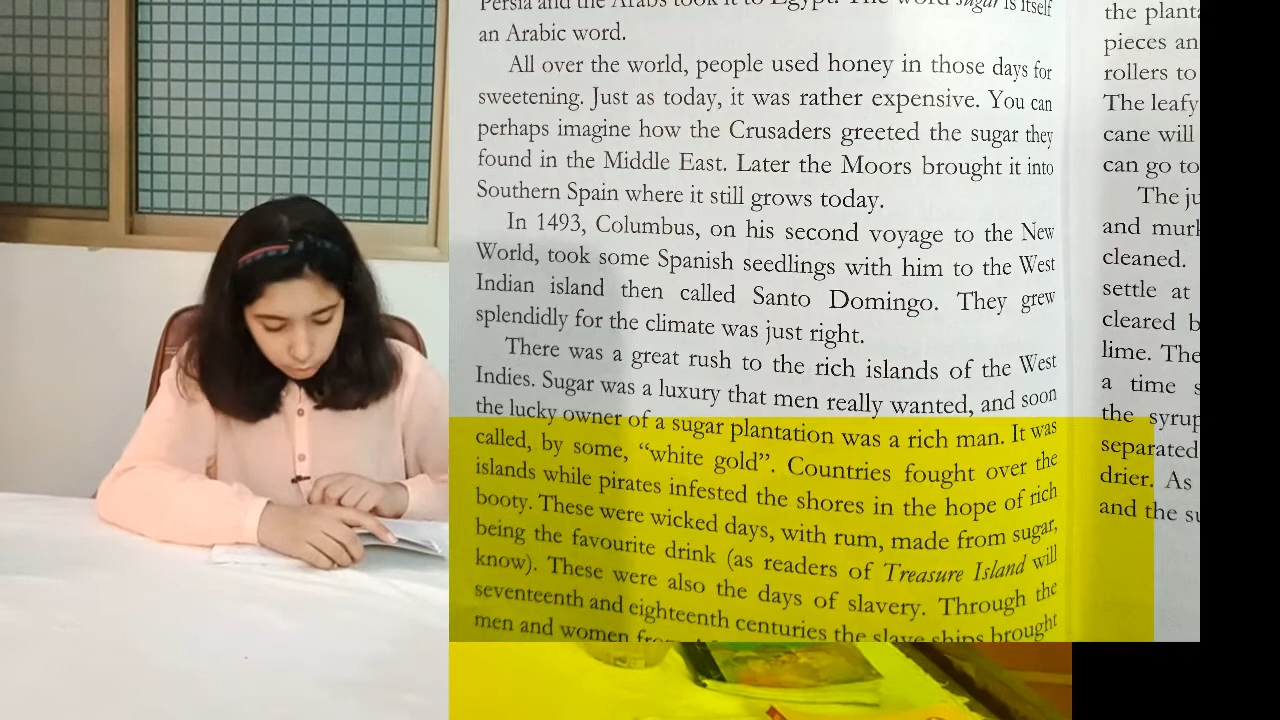 Persia and the Arabs took it to Egypt. The word sugar is itself
an Arabic word.
All over the world, people used honey in those days for
sweetening. Just as today, it was rather expensive. You can
perhaps imagine how the Crusaders greeted the sugar they
found in the Middle East. Later the Moors brought it into
Southern Spain where it still grows today.
In 1493, Columbus, on his second voyage to the New
World, took some Spanish seedlings with him to the West
Indian island then called Santo Domingo. They grew
splendidly for the climate was just right.
There was a great rush to the rich islands of the West
Indies. Sugar was a luxury that men really wanted, and soon
the lucky owner of a sugar plantation was a rich man. It was
called, by some, “white gold”. Countries fought over the
islands while pirates infested the shores in the hope of rich
booty. These were wicked days, with rum, made from sugar,
being the favourite drink (as readers of Treasure Island will
know). These were also the days of slavery. Through the
seventeenth and eighteenth centuries the slave ships brought
men and women
the
pieces an
rollers to
The leafy
cane will
can go to
The ju
and
cleaned.
settle at
cleared b
lime. The
a time s
the syrup
separated
drier. As
and the su